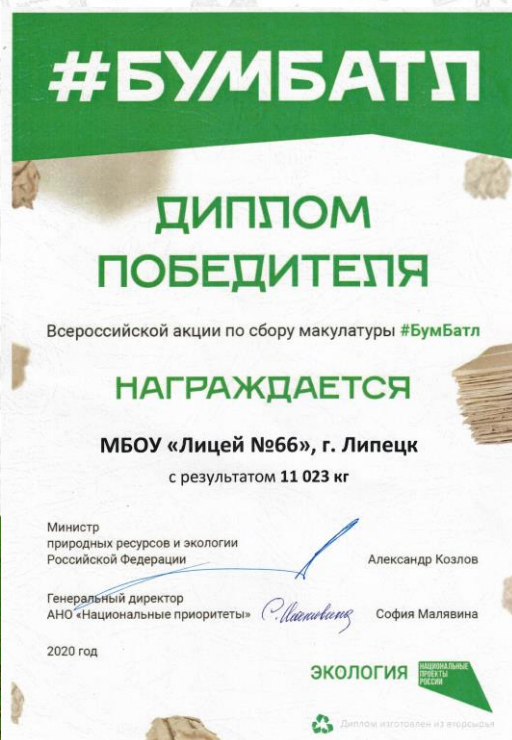 #БУМБАТЛ
ДИПЛОМ
ПОБЕДИТЕЛЯ
Всероссийской акции по сбору макулатуры #БумБатл
НАГРАЖДАЕТСЯ
МБОУ «Лицей №66», г. Липецк
с результатом 11 023 кг
Министр
природных ресурсов и экологии
Российской Федерации
Александр Козлов
Генеральный директор
АНО «Национальные приоритеты»
София Малявина
2020 год
ЭКОЛОГИЯ
НАЦИОНАЛЬНЫЕ
ПРОЕКТЫ
РОССИИ
Диплом изготовлен из вторсырья